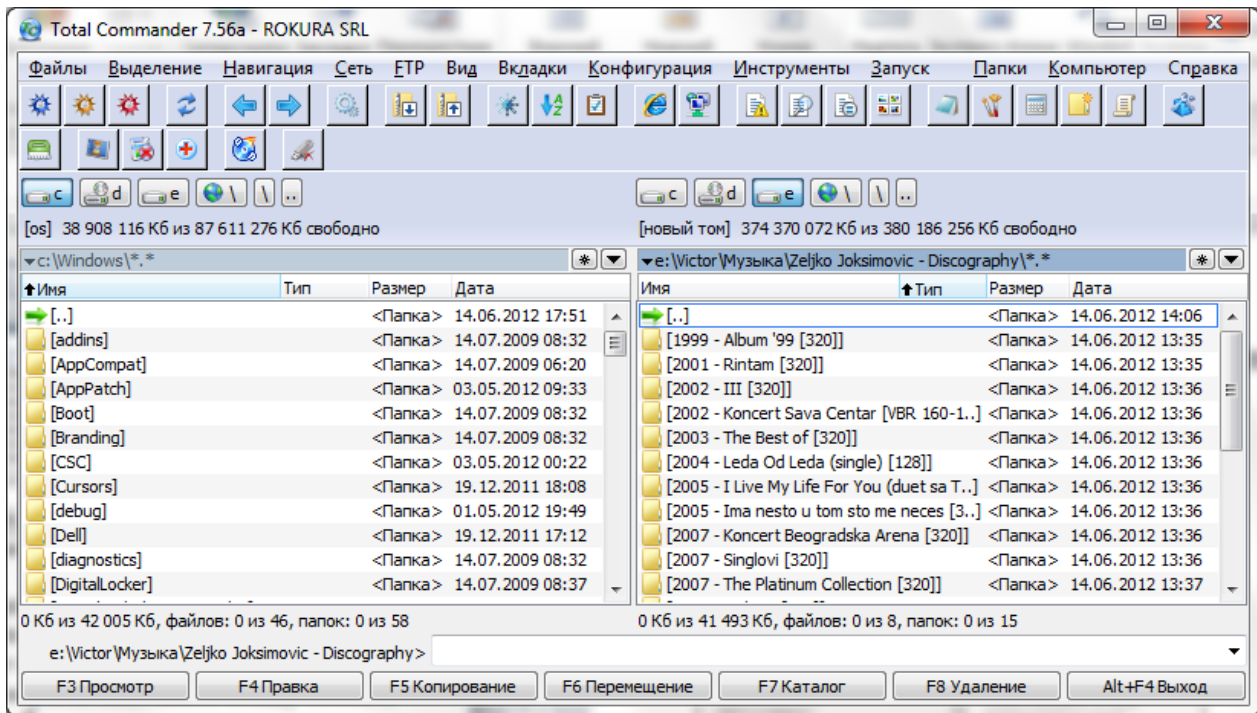 Total Commander 7.56a - ROKURA SRL
Файлы Выделение Навигация Сеть FTP Вид Вкладки Конфигурация Инструменты Запуск Папки Компьютер Справка
c d e \ \ ..
c d e \ \ ..
[os] 38 908 116 Кб из 87 611 276 Кб свободно
[новый том] 374 370 072 Кб из 380 186 256 Кб свободно
c:\Windows\*.*
e:\Victor\Музыка\Zeljko Joksimovic - Discography\*.*
Имя Тип Размер Дата
[..] <Папка> 14.06.2012 17:51
[addins] <Папка> 14.07.2009 08:32
[AppCompat] <Папка> 14.07.2009 06:20
[AppPatch] <Папка> 03.05.2012 09:33
[Boot] <Папка> 14.07.2009 08:32
[Branding] <Папка> 14.07.2009 08:32
[CSC] <Папка> 03.05.2012 00:22
[Cursors] <Папка> 19.12.2011 18:08
[debug] <Папка> 01.05.2012 19:49
[Dell] <Папка> 19.12.2011 17:12
[diagnostics] <Папка> 14.07.2009 08:32
[DigitalLocker] <Папка> 14.07.2009 08:37
Имя Тип Размер Дата
[..] <Папка> 14.06.2012 14:06
[1999 - Album '99 [320]] <Папка> 14.06.2012 13:35
[2001 - Rintam [320]] <Папка> 14.06.2012 13:35
[2002 - III [320]] <Папка> 14.06.2012 13:36
[2002 - Koncert Sava Centar [VBR 160-1..] <Папка> 14.06.2012 13:36
[2003 - The Best of [320]] <Папка> 14.06.2012 13:36
[2004 - Leda Od Leda (single) [128]] <Папка> 14.06.2012 13:36
[2005 - I Live My Life For You (duet sa T..] <Папка> 14.06.2012 13:36
[2005 - Ima nesto u tom sto me neces [3..] <Папка> 14.06.2012 13:36
[2007 - Koncert Beogradska Arena [320]] <Папка> 14.06.2012 13:36
[2007 - Singlovi [320]] <Папка> 14.06.2012 13:36
[2007 - The Platinum Collection [320]] <Папка> 14.06.2012 13:37
0 Кб из 42 005 Кб, файлов: 0 из 46, папок: 0 из 58
0 Кб из 41 493 Кб, файлов: 0 из 8, папок: 0 из 15
e:\Victor\Музыка\Zeljko Joksimovic - Discography>
F3 Просмотр F4 Правка F5 Копирование F6 Перемещение F7 Каталог F8 Удаление Alt+F4 Выход